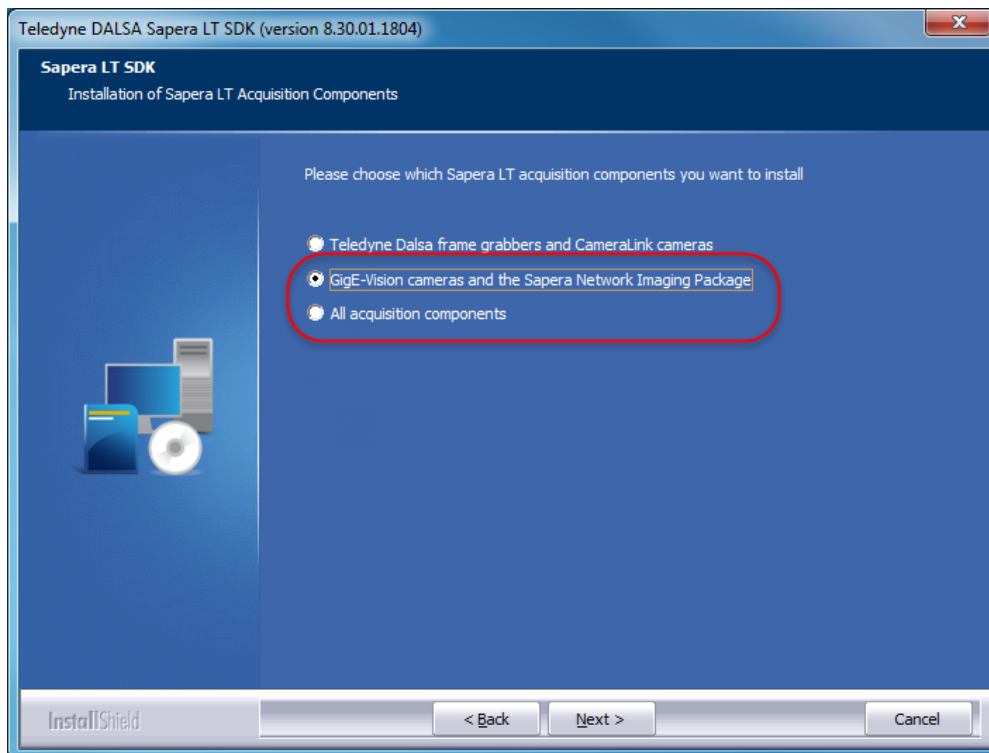 Teledyne DALSA Sapera LT SDK (version 8.30.01.1804)
Sapera LT SDK
Installation of Sapera LT Acquisition Components
Please choose which Sapera LT acquisition components you want to install
Teledyne Dalsa frame grabbers and CameraLink cameras
GigE-Vision cameras and the Sapera Network Imaging Package
All acquisition components
InstallShield
< Back
Next >
Cancel